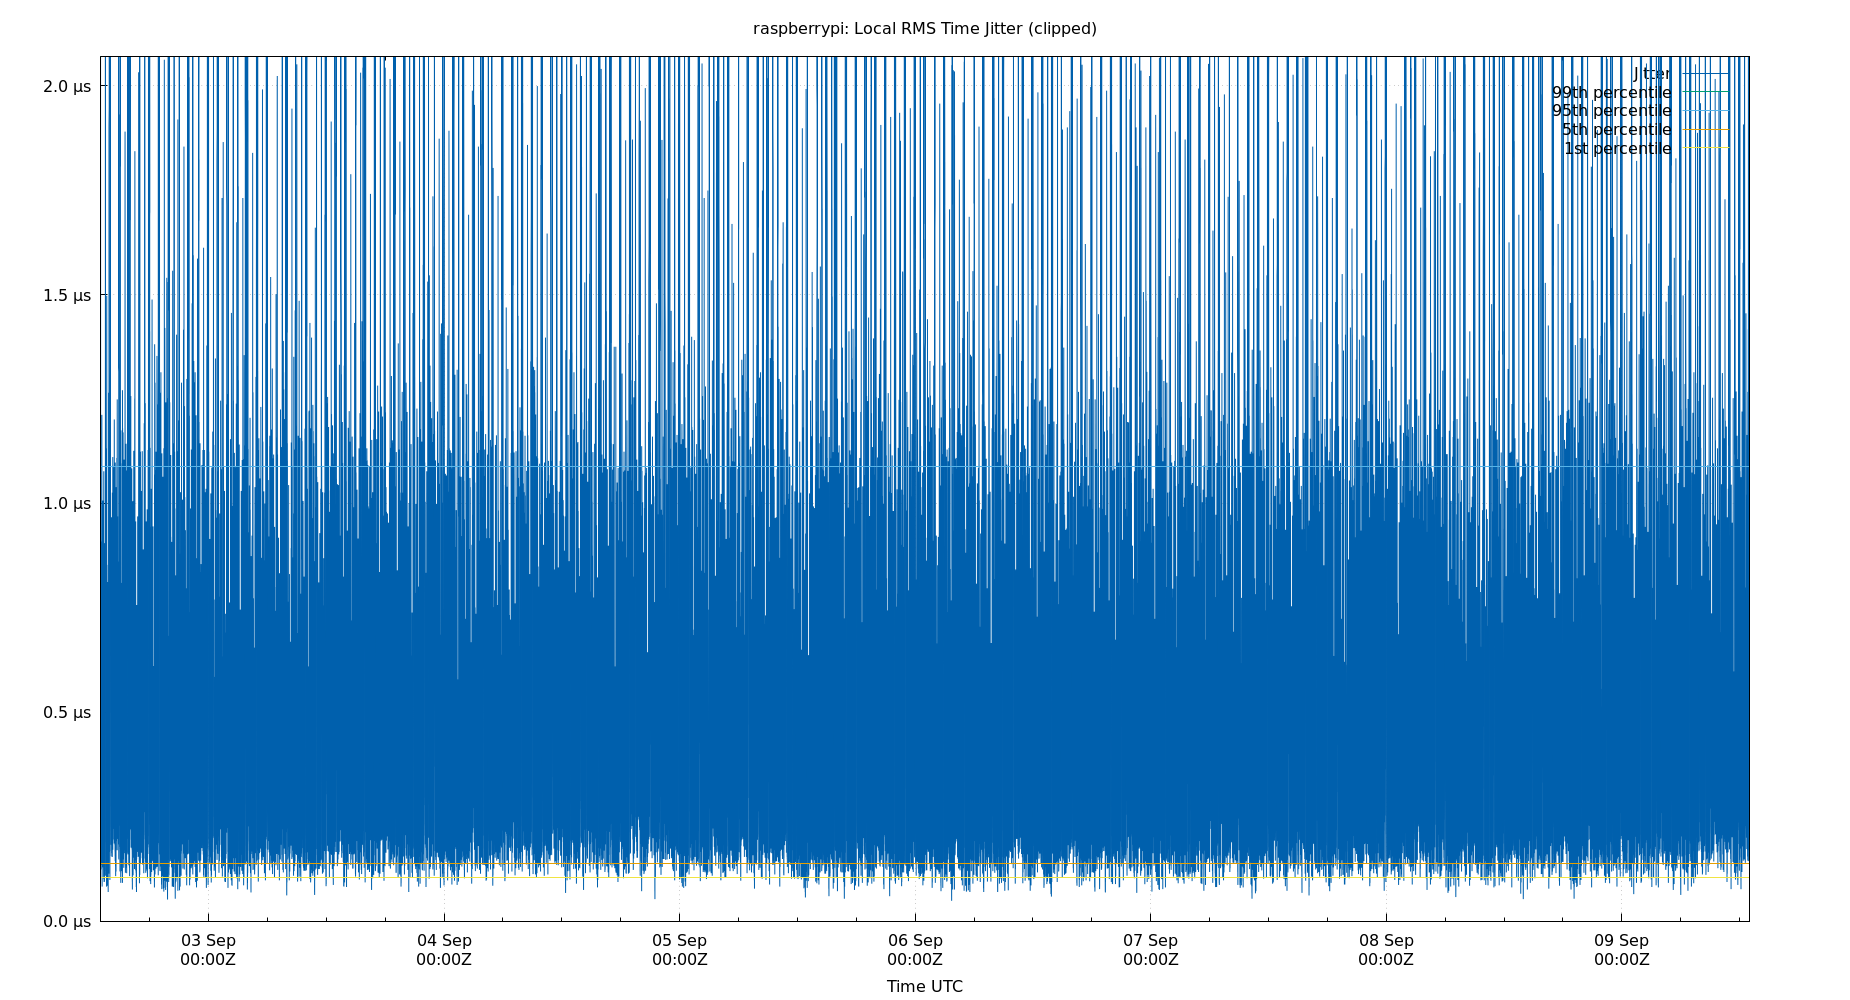 raspberrypi: Local RMS Time Jitter (clipped)
2.0 µs
1.5 µs
1.0 µs
0.5 µs
0.0 µs
Jitter
99th percentile
95th percentile
5th percentile
1st percentile
03 Sep 04 Sep 05 Sep 06 Sep 07 Sep 08 Sep 09 Sep
00:00Z 00:00Z 00:00Z 00:00Z 00:00Z 00:00Z 00:00Z
Time UTC